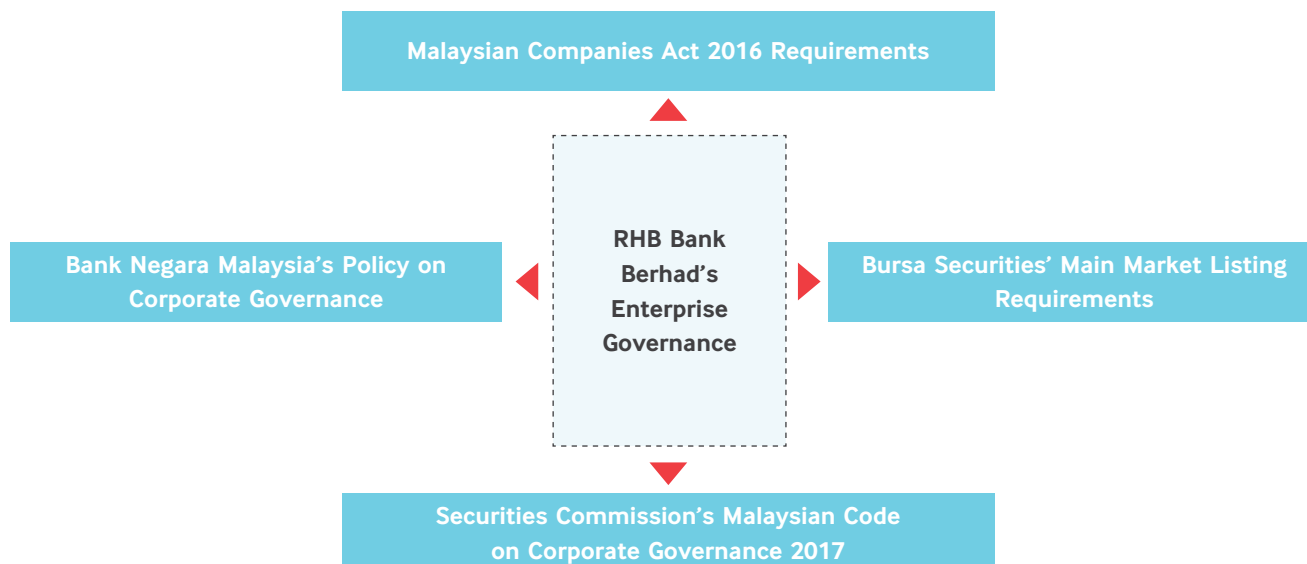 Malaysian Companies Act 2016 Requirements
RHB Bank
Berhad’s
Enterprise
Governance
Bank Negara Malaysia’s Policy on
Corporate Governance
Bursa Securities’ Main Market Listing
Requirements
Securities Commission’s Malaysian Code
on Corporate Governance 2017